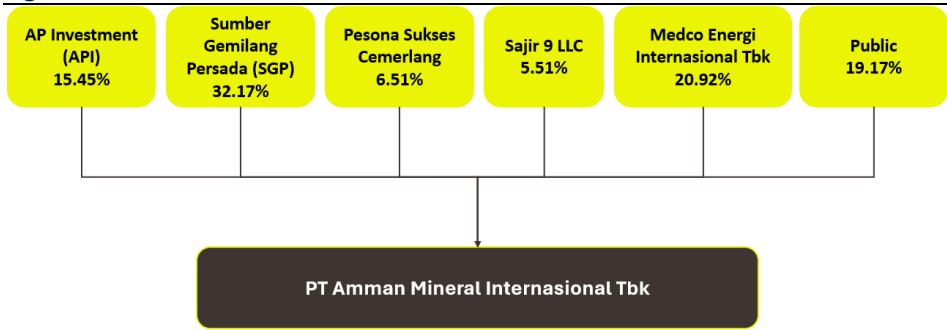 AP Investment
(API)
15.45%
Sumber
Gemilang
Persada (SGP)
32.17%
Pesona Sukses
Cemerlang
6.51%
Sajir 9 LLC
5.51%
Medco Energi
Internasional Tbk
20.92%
Public
19.17%
PT Amman Mineral Internasional Tbk